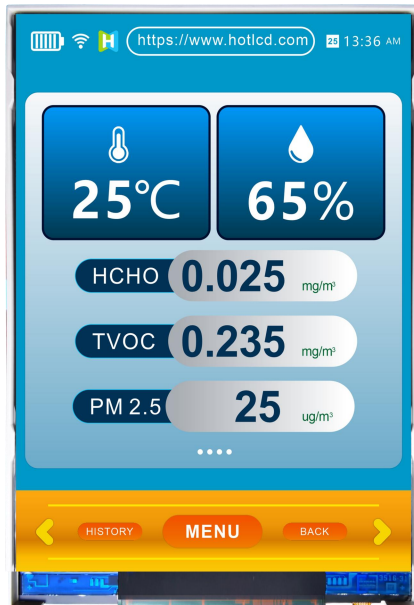 H https://www.hotlcd.com 25 13:36 AM
25°C 65%
HCHO 0.025 mg/m³
TVOC 0.235 mg/m³
PM 2.5 25 ug/m³
HISTORY MENU BACK